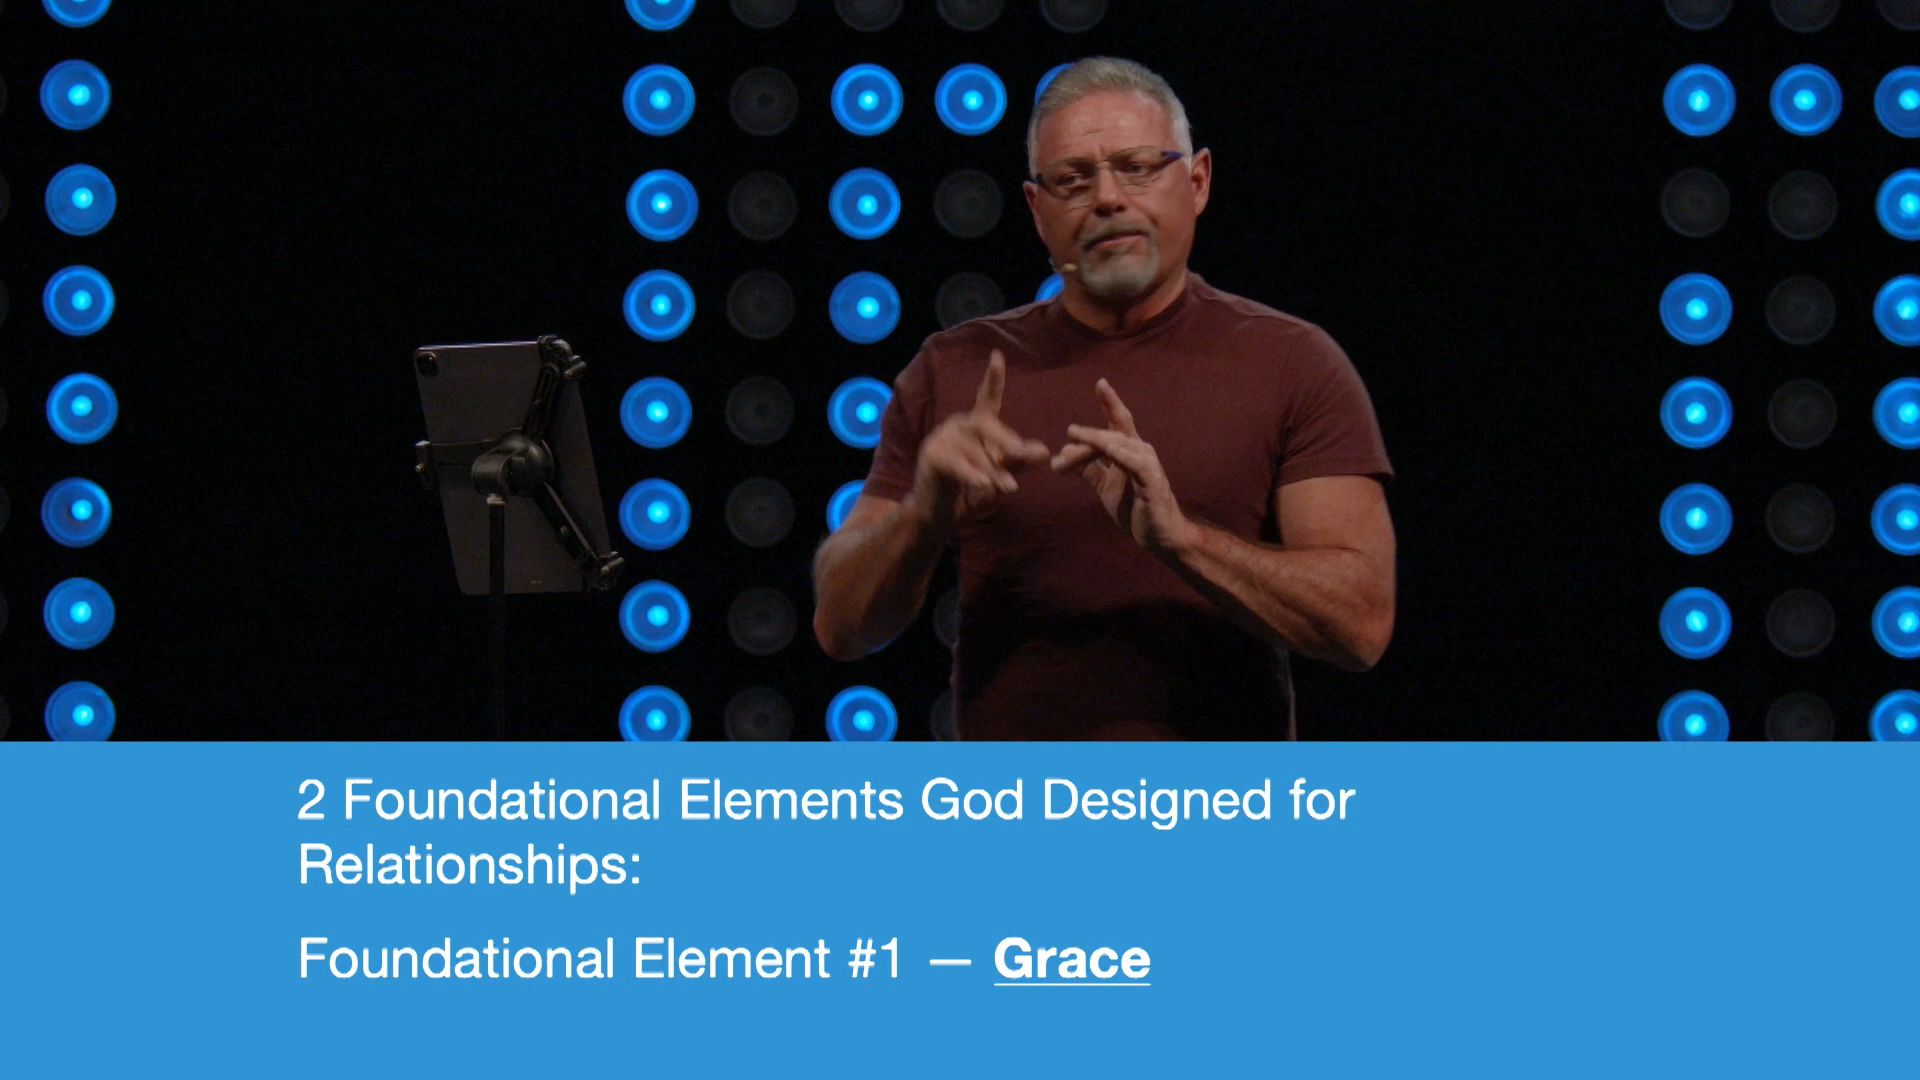 2 Foundational Elements God Designed for
Relationships:
Foundational Element #1 — Grace